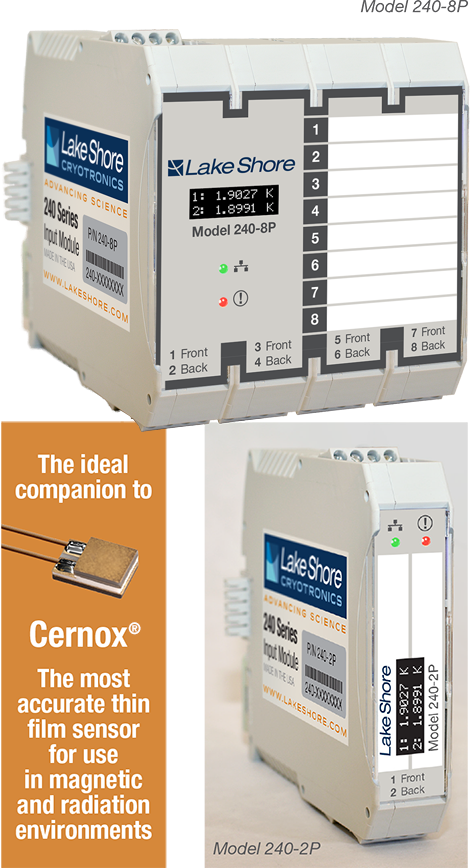 Model 240-8P
Lake Shore
CRYOTRONICS
ADVANCING SCIENCE
240 Series
Input Module
MADE IN THE USA
P/N 240-8P
240-XXXXXXX
WWW.LAKESHORE.COM
Lake Shore
1: 1.9027 K
2: 1.8991 K
Model 240-8P
1
2
3
4
5
6
7
8
1 Front
2 Back
3 Front
4 Back
5 Front
6 Back
7 Front
8 Back
The ideal
companion to
Cernox®
The most
accurate thin
film sensor
for use
in magnetic
and radiation
environments
Lake Shore
CRYOTRONICS
ADVANCING SCIENCE
240 Series
Input Module
MADE IN THE USA
P/N 240-2P
240-XXXXXXX
WWW.LAKESHORE.COM
Lake Shore
1: 1.9027 K
2: 1.8991 K
Model 240-2P
1 Front
2 Back
Model 240-2P